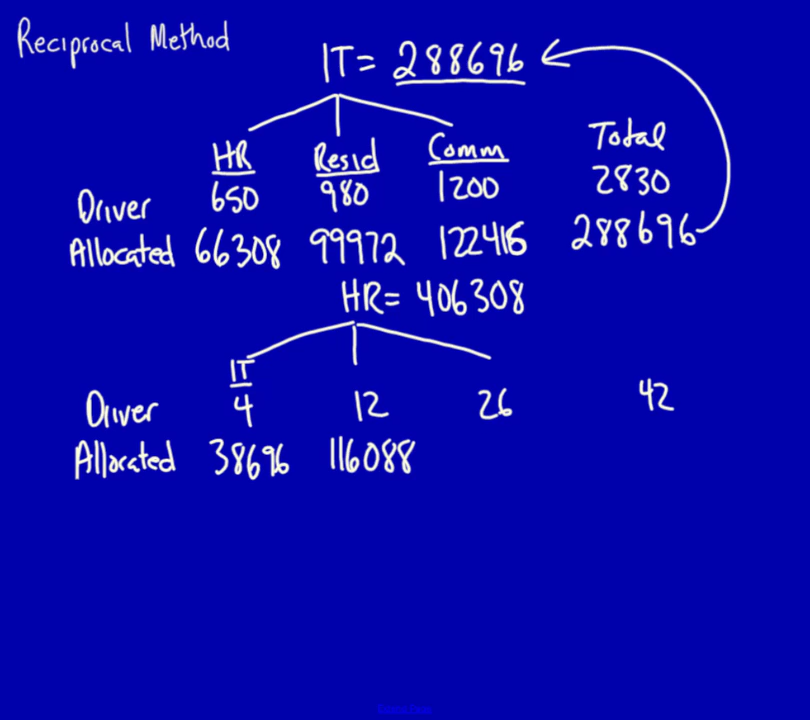 Reciprocal Method
IT= 288696
HR Resid Comm Total
Driver 650 980 1200 2830
Allocated 66308 99972 122416 288696
HR= 406308
IT
Driver 4 12 26 42
Allocated 38696 116088